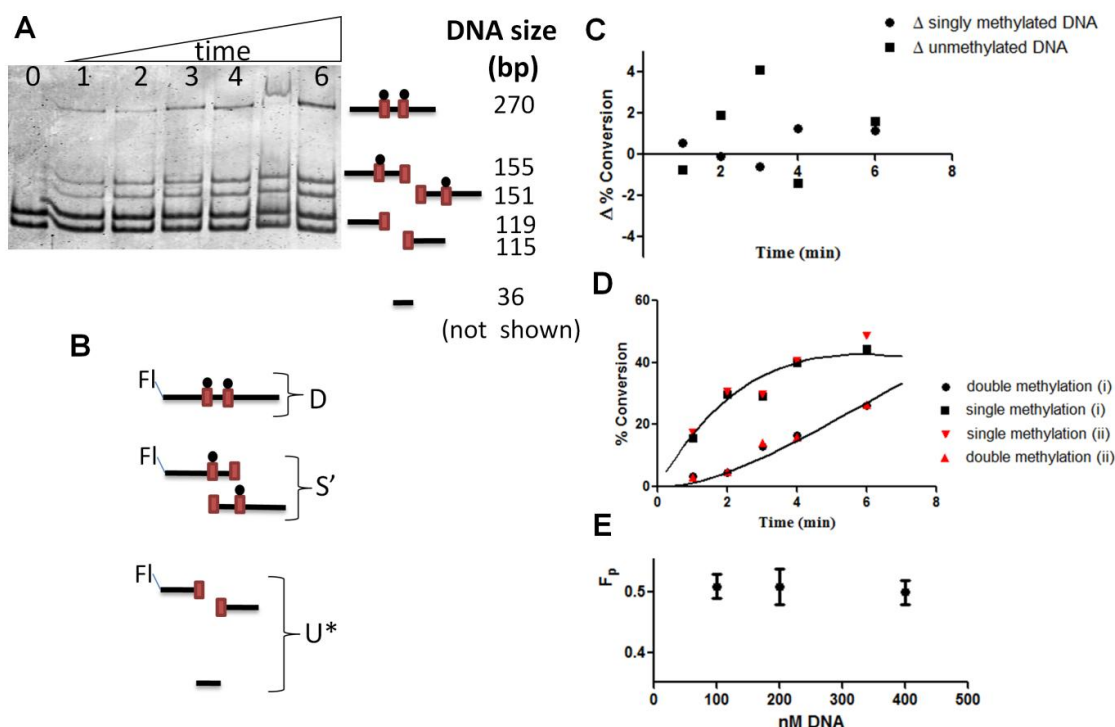 A
time
0 1 2 3 4 6
DNA size
(bp)
270
155
151
119
115
36
(not shown)
B
Fl
D
Fl
S'
Fl
U*
C
Δ singly methylated DNA
Δ unmethylated DNA
Δ % Conversion
4
2
0
-2
-4
2 4 6 8
Time (min)
D
% Conversion
60
40
20
0
0 2 4 6 8
Time (min)
double methylation (i)
single methylation (i)
single methylation (ii)
double methylation (ii)
E
Fp
0.5
0.4
0 100 200 300 400 500
nM DNA